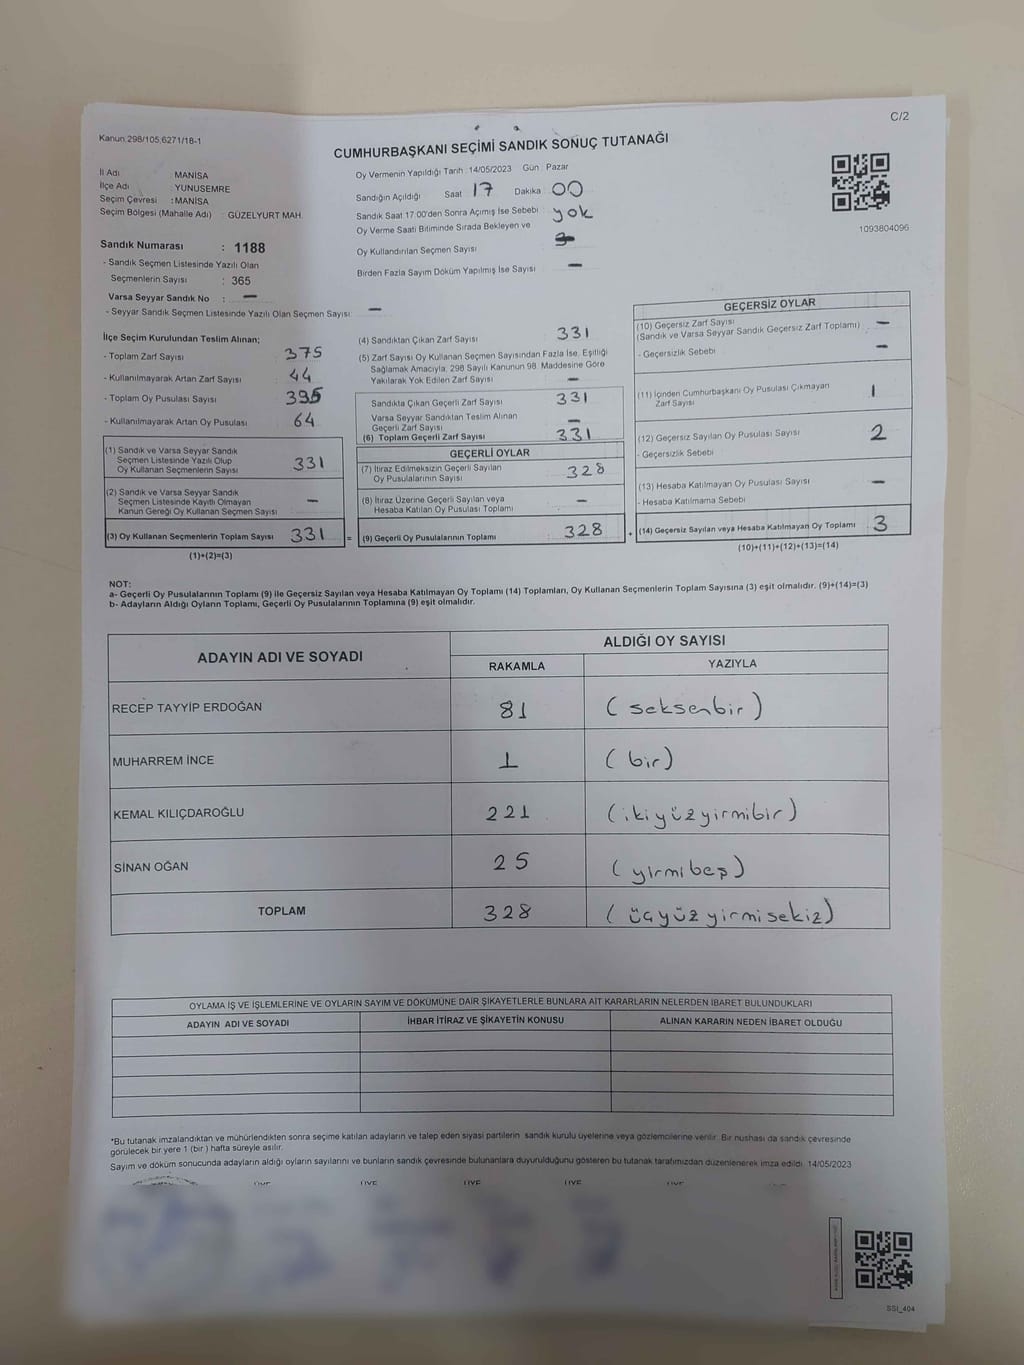 C/2
Kanun 298/105,6271/18-1
CUMHURBAŞKANI SEÇİMİ SANDIK SONUÇ TUTANAĞI
İl Adı : MANİSA
İlçe Adı : YUNUSEMRE
Seçim Çevresi : MANİSA
Seçim Bölgesi (Mahalle Adı) : GÜZELYURT MAH.
Sandık Numarası : 1188
- Sandık Seçmen Listesinde Yazılı Olan
Seçmenlerin Sayısı : 365
Varsa Seyyar Sandık No : —
- Seyyar Sandık Seçmen Listesinde Yazılı Olan Seçmen Sayısı: —
Oy Vermenin Yapıldığı Tarih : 14/05/2023 Gün : Pazar
Sandığın Açıldığı Saat 17 Dakika 00
Sandık Saat 17:00'den Sonra Açımış İse Sebebi : yok
Oy Verme Saati Bitiminde Sırada Bekleyen ve
Oy Kullandırılan Seçmen Sayısı
Birden Fazla Sayım Döküm Yapılmış İse Sayısı : —
1093804096
İlçe Seçim Kurulundan Teslim Alınan;
- Toplam Zarf Sayısı 375
- Kullanılmayarak Artan Zarf Sayısı 44
- Toplam Oy Pusulası Sayısı 395
- Kullanılmayarak Artan Oy Pusulası 64
(1) Sandık ve Varsa Seyyar Sandık
Seçmen Listesinde Yazılı Olup
Oy Kullanan Seçmenlerin Sayısı 331
(2) Sandık ve Varsa Seyyar Sandık
Seçmen Listesinde Kayıtlı Olmayan
Kanun Gereği Oy Kullanan Seçmen Sayısı —
(3) Oy Kullanan Seçmenlerin Toplam Sayısı 331 =
(1)+(2)=(3)
(4) Sandıktan Çıkan Zarf Sayısı 331
(5) Zarf Sayısı Oy Kullanan Seçmen Sayısından Fazla İse, Eşitliği
Sağlamak Amacıyla, 298 Sayılı Kanunun 98. Maddesine Göre
Yakılarak Yok Edilen Zarf Sayısı —
Sandıkta Çıkan Geçerli Zarf Sayısı 331
Varsa Seyyar Sandıktan Teslim Alınan
Geçerli Zarf Sayısı —
(6) Toplam Geçerli Zarf Sayısı 331
GEÇERLİ OYLAR
(7) İtiraz Edilmeksizin Geçerli Sayılan
Oy Pusulalarının Sayısı 328
(8) İtiraz Üzerine Geçerli Sayılan veya
Hesaba Katılan Oy Pusulası Toplamı —
(9) Geçerli Oy Pusulalarının Toplamı 328 +
GEÇERSİZ OYLAR
(10) Geçersiz Zarf Sayısı
(Sandık ve Varsa Seyyar Sandık Geçersiz Zarf Toplamı) —
- Geçersizlik Sebebi —
(11) İçinden Cumhurbaşkanı Oy Pusulası Çıkmayan
Zarf Sayısı 1
(12) Geçersiz Sayılan Oy Pusulası Sayısı 2
- Geçersizlik Sebebi
(13) Hesaba Katılmayan Oy Pusulası Sayısı —
- Hesaba Katılmama Sebebi
(14) Geçersiz Sayılan veya Hesaba Katılmayan Oy Toplamı 3
(10)+(11)+(12)+(13)=(14)
NOT:
a- Geçerli Oy Pusulalarının Toplamı (9) ile Geçersiz Sayılan veya Hesaba Katılmayan Oy Toplamı (14) Toplamları, Oy Kullanan Seçmenlerin Toplam Sayısına (3) eşit olmalıdır. (9)+(14)=(3)
b- Adayların Aldığı Oyların Toplamı, Geçerli Oy Pusulalarının Toplamına (9) eşit olmalıdır.
ADAYIN ADI VE SOYADI
ALDIĞI OY SAYISI
RAKAMLA YAZIYLA
RECEP TAYYİP ERDOĞAN 81 (seksenbir)
MUHARREM İNCE 1 (bir)
KEMAL KILIÇDAROĞLU 221 (ikiyüzyirmibir)
SİNAN OĞAN 25 (yirmibeş)
TOPLAM 328 (üçyüzyirmisekiz)
OYLAMA İŞ VE İŞLEMLERİNE VE OYLARIN SAYIM VE DÖKÜMÜNE DAİR ŞİKAYETLERLE BUNLARA AİT KARARLARIN NELERDEN İBARET BULUNDUKLARI
ADAYIN ADI VE SOYADI İHBAR İTİRAZ VE ŞİKAYETİN KONUSU ALINAN KARARIN NEDEN İBARET OLDUĞU
*Bu tutanak imzalandıktan ve mühürlendikten sonra seçime katılan adayların ve talep eden siyasi partilerin sandık kurulu üyelerine veya gözlemcilerine verilir. Bir nüshası da sandık çevresinde
görülecek bir yere 1 (bir) hafta süreyle asılır.
Sayım ve döküm sonucunda adayların aldığı oyların sayılarını ve bunların sandık çevresinde bulunanlara duyurulduğunu gösteren bu tutanak tarafımızdan düzenlenerek imza edildi. 14/05/2023
ÜYE ÜYE ÜYE ÜYE ÜYE
SSI_404